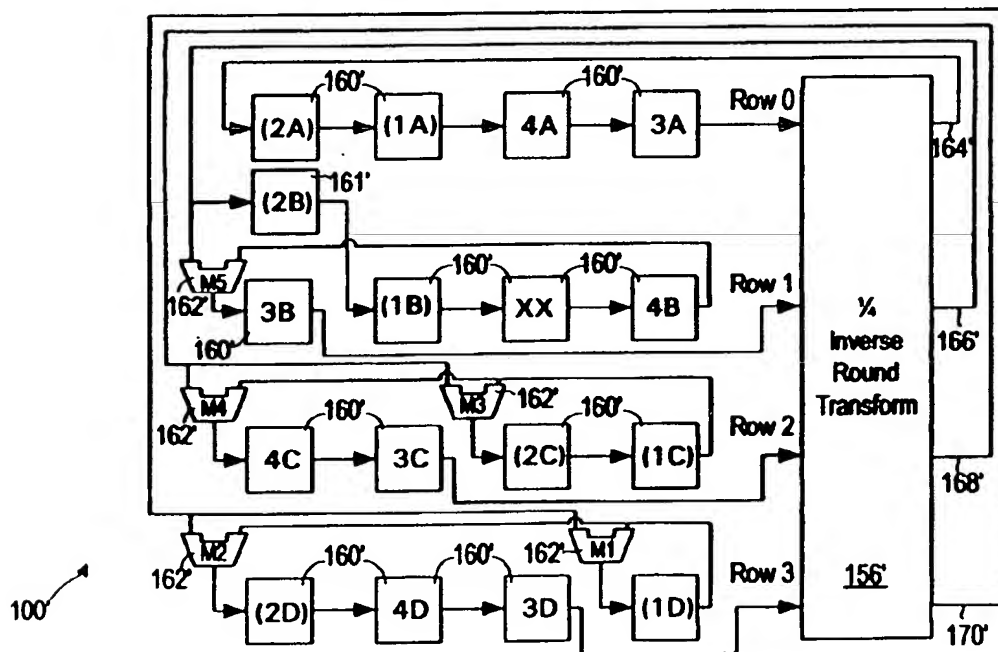 160' 160' Row 0
(2A) (1A) 4A 3A
164'
161'
(2B)
160' 160' Row 1
M5
162' 3B (1B) XX 4B
160'
166'
¼
Inverse
Round
Transform
M4 162' M3 162'
160' 160' Row 2
4C 3C (2C) (1C)
168'
M2 162' 162' M1
160' 160' Row 3
(2D) 4D 3D (1D)
156'
100'
170'